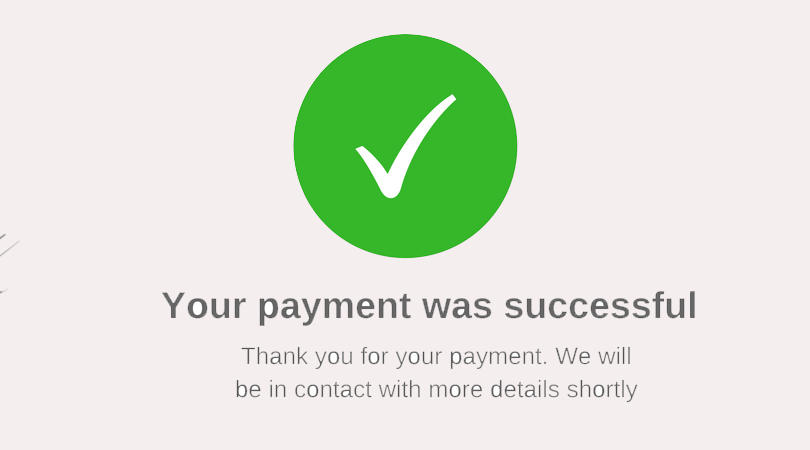 Your payment was successful
Thank you for your payment. We will
be in contact with more details shortly